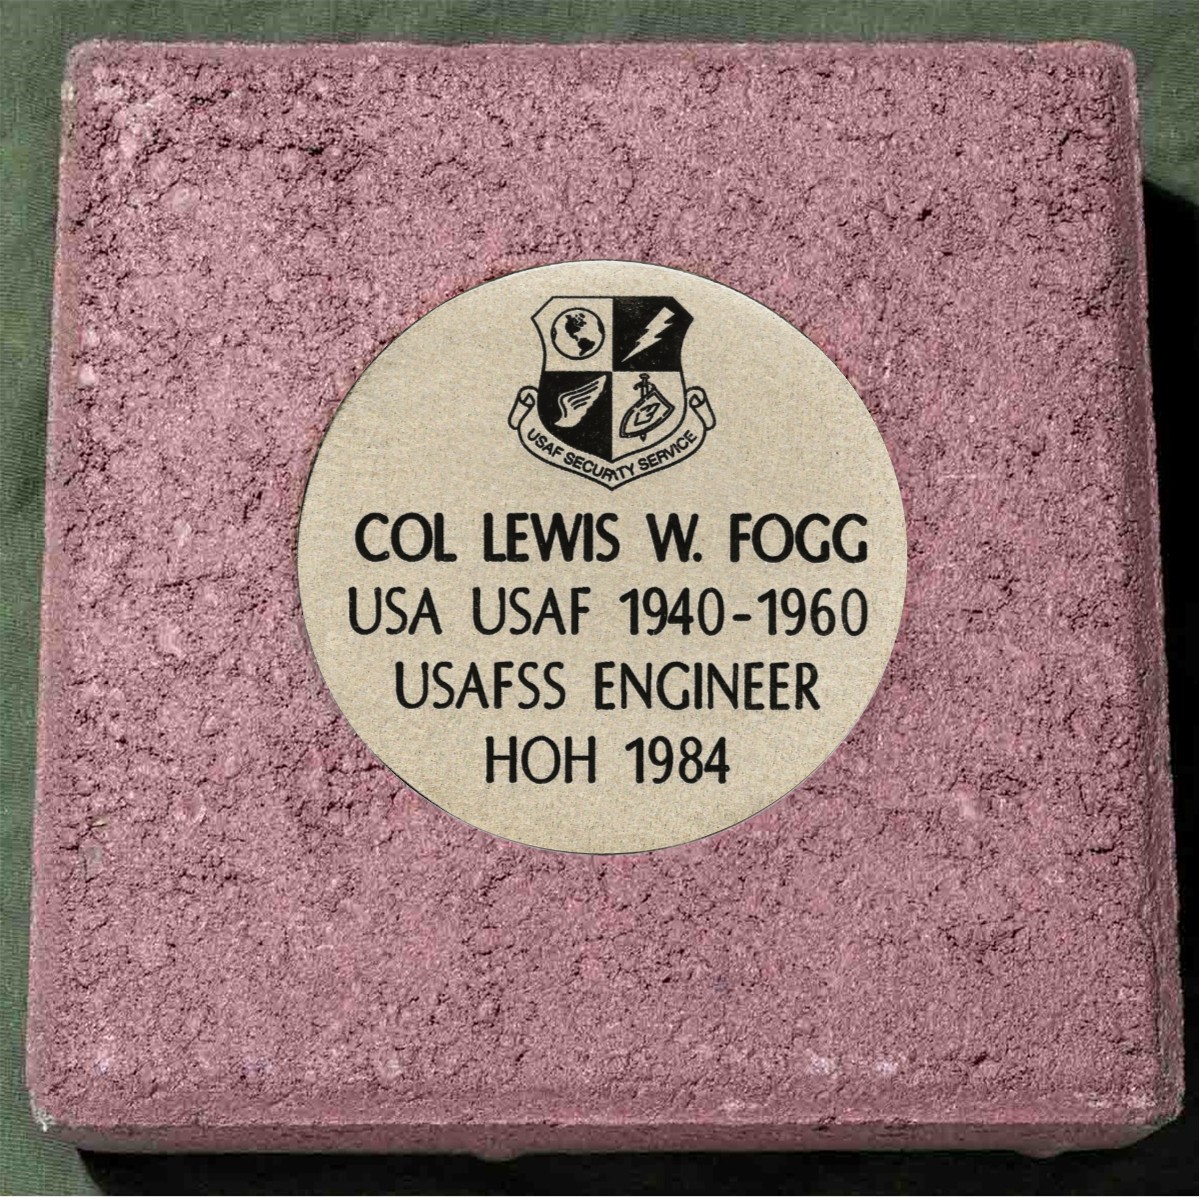 USAF SECURITY SERVICE
COL LEWIS W. FOGG
USA USAF 1940-1960
USAFSS ENGINEER
HOH 1984